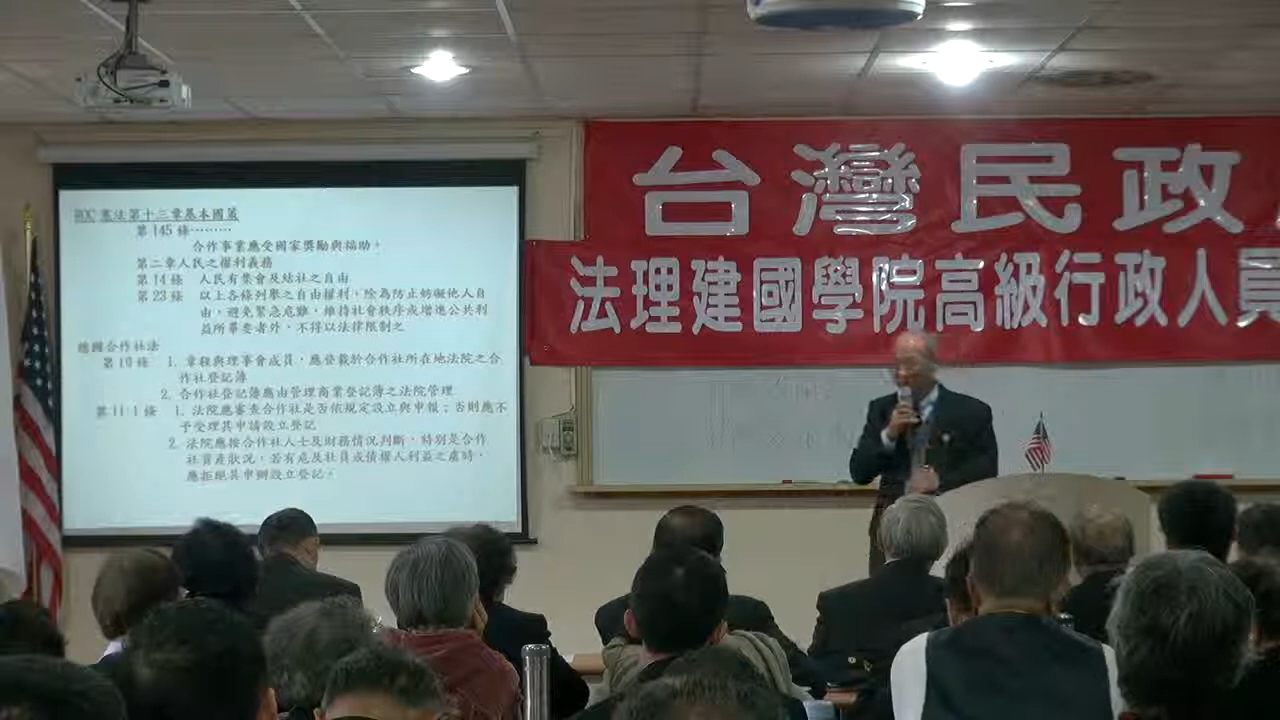 ROC 憲法第十三章基本國策
第 145 條………
合作事業應受國家獎勵與補助。
第二章人民之權利義務
第 14 條 人民有集會及結社之自由
第 23 條 以上各條列舉之自由權利，除為防止妨礙他人自
由，避免緊急危難，維持社會秩序或增進公共利
益所畢要者外，不得以法律限制之
德國合作社法
第 10 條 1. 章程與理事會成員，應登載於合作社所在地法院之合
作社登記簿
2. 合作社登記簿應由管理商業登記簿之法院管理
第 11-1 條 1. 法院應審查合作社是否依規定設立與申報；否則應不
予受理其申請設立登記
2. 法院應按合作社人士及財務情況判斷，特別是合作
社資產狀況，若有危及社員或債權人利益之虞時，
應拒絕其申辦設立登記。
台灣民政
法理建國學院高級行政人員